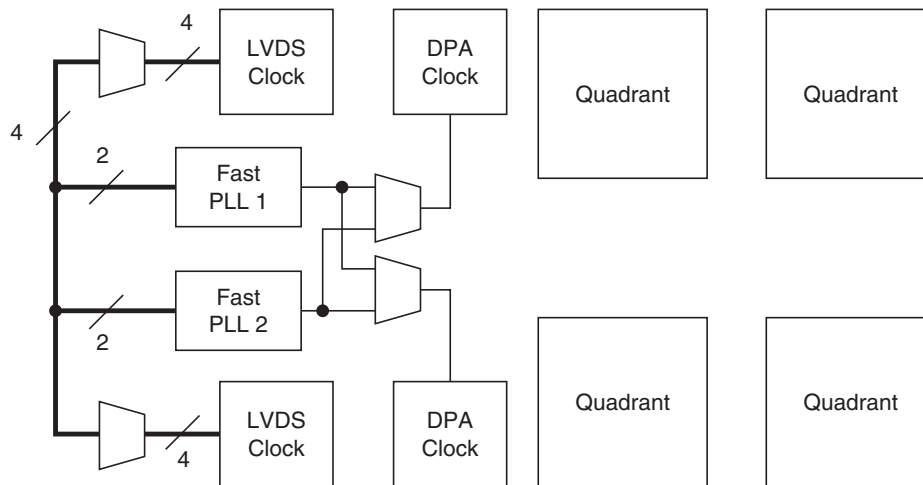 4
4
LVDS
Clock
DPA
Clock
Quadrant
Quadrant
4
2
Fast
PLL 1
Fast
PLL 2
2
LVDS
Clock
4
DPA
Clock
Quadrant
Quadrant